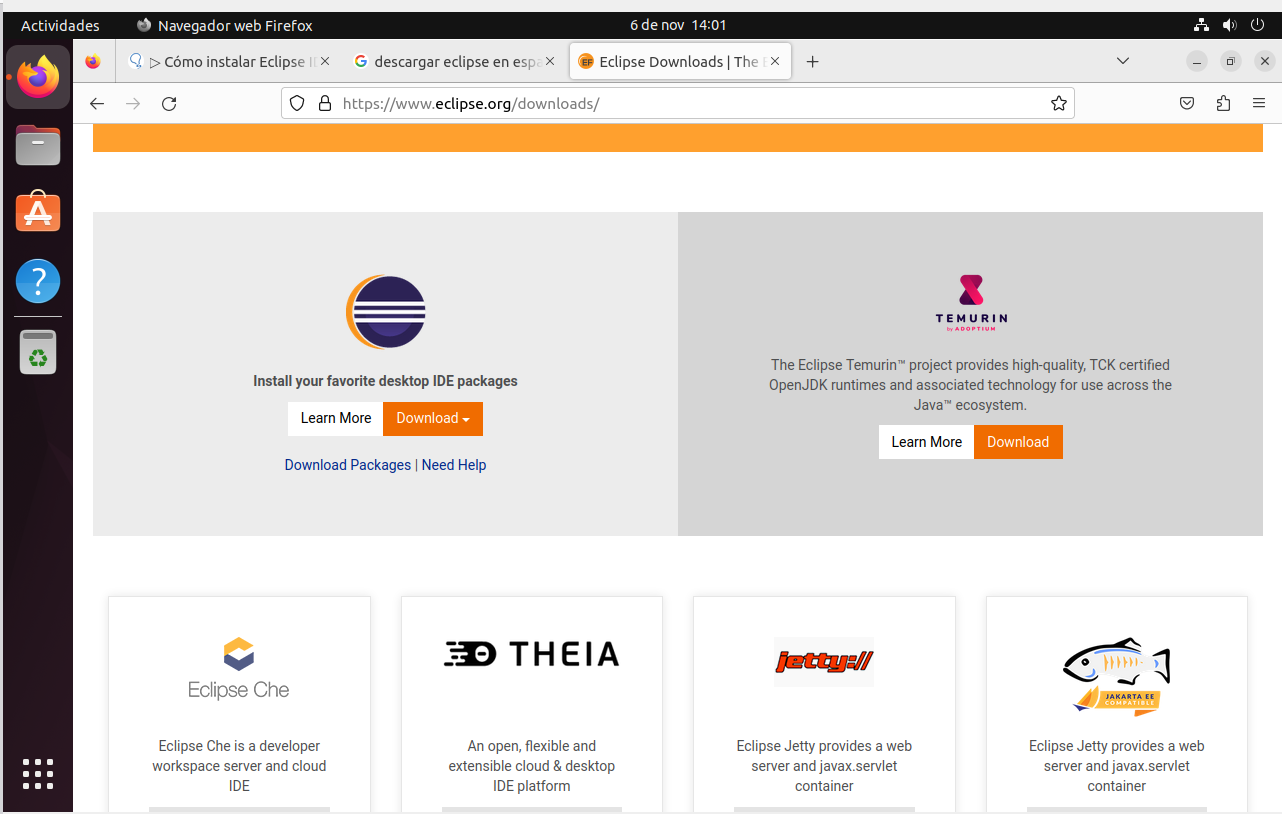 Actividades
Navegador web Firefox
6 de nov 14:01
▷ Cómo instalar Eclipse I
descargar eclipse en espa
EF
Eclipse Downloads | The E
https://www.eclipse.org/downloads/
Install your favorite desktop IDE packages
Learn More
Download
Download Packages | Need Help
TEMURIN
by ADOPTIUM
The Eclipse Temurin™ project provides high-quality, TCK certified
OpenJDK runtimes and associated technology for use across the
Java™ ecosystem.
Learn More
Download
Eclipse Che
Eclipse Che is a developer
workspace server and cloud
IDE
THEIA
An open, flexible and
extensible cloud & desktop
IDE platform
jetty://
Eclipse Jetty provides a web
server and javax.servlet
container
JAKARTA EE
COMPATIBLE
Eclipse Jetty provides a web
server and javax.servlet
container